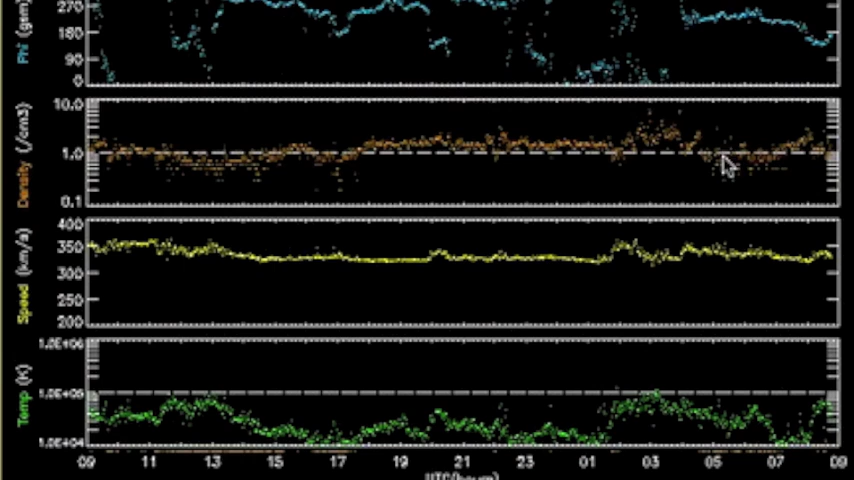 Phi (gsm)
270
180
90
0
Density (/cm3)
10.0
1.0
0.1
Speed (km/s)
400
350
300
250
200
Temp (K)
1.0E+06
1.0E+05
1.0E+04
09 11 13 15 17 19 21 23 01 03 05 07 09
UTC(hours)